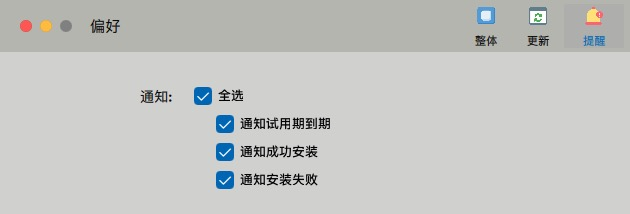 偏好
整体 更新 提醒
通知: 全选
通知试用期到期
通知成功安装
通知安装失败